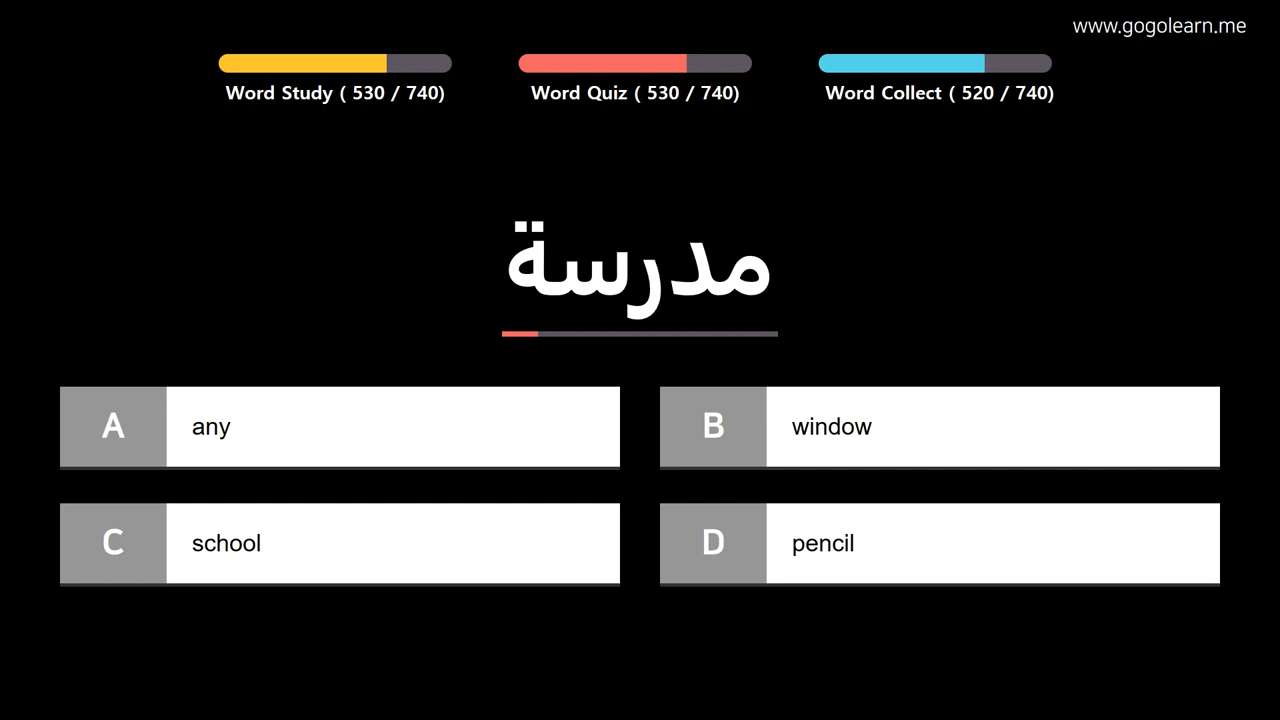 www.gogolearn.me
Word Study ( 530 / 740)
Word Quiz ( 530 / 740)
Word Collect ( 520 / 740)
مدرسة
A any
B window
C school
D pencil